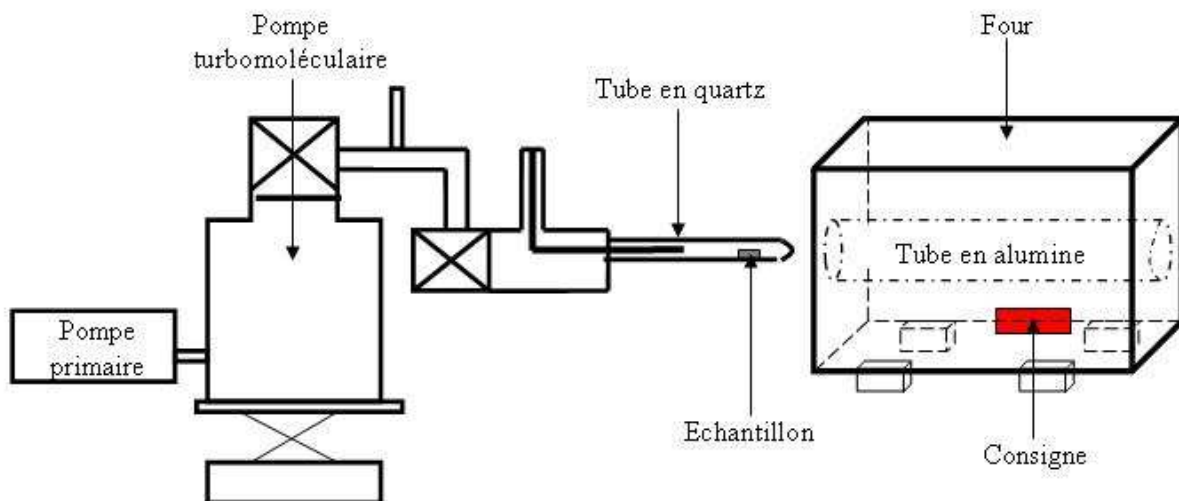 Pompe
turbomoléculaire
Four
Tube en quartz
Tube en alumine
Pompe
primaire
Echantillon
Consigne